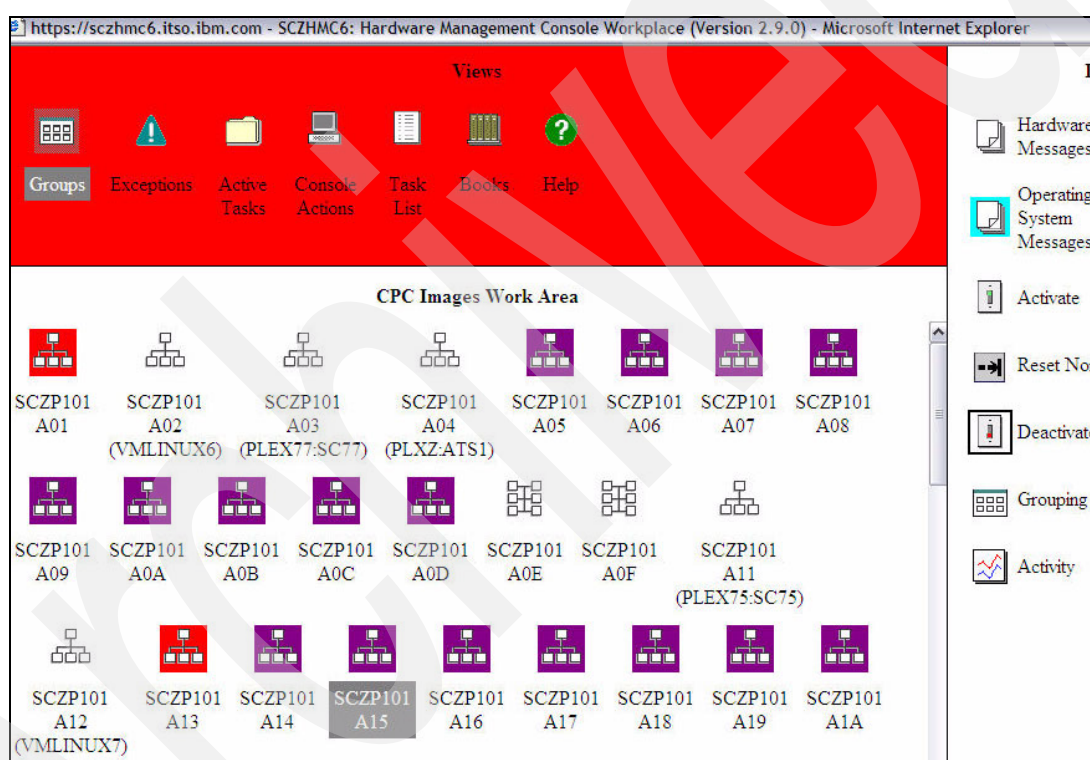 https://sczhmc6.itso.ibm.com - SCZHMC6: Hardware Management Console Workplace (Version 2.9.0) - Microsoft Internet Explorer
Views
Groups
Exceptions
Active
Tasks
Console
Actions
Task
List
Books
Help
Hardware
Messages
Operating
System
Messages
Activate
Reset
Deactivate
Grouping
Activity
CPC Images Work Area
SCZP101
A01
SCZP101
A02
(VMLINUX6)
SCZP101
A03
(PLEX77:SC77)
SCZP101
A04
(PLXZ:ATS1)
SCZP101
A05
SCZP101
A06
SCZP101
A07
SCZP101
A08
SCZP101
A09
SCZP101
A0A
SCZP101
A0B
SCZP101
A0C
SCZP101
A0D
SCZP101
A0E
SCZP101
A0F
SCZP101
A11
(PLEX75:SC75)
SCZP101
A12
(VMLINUX7)
SCZP101
A13
SCZP101
A14
SCZP101
A15
SCZP101
A16
SCZP101
A17
SCZP101
A18
SCZP101
A19
SCZP101
A1A